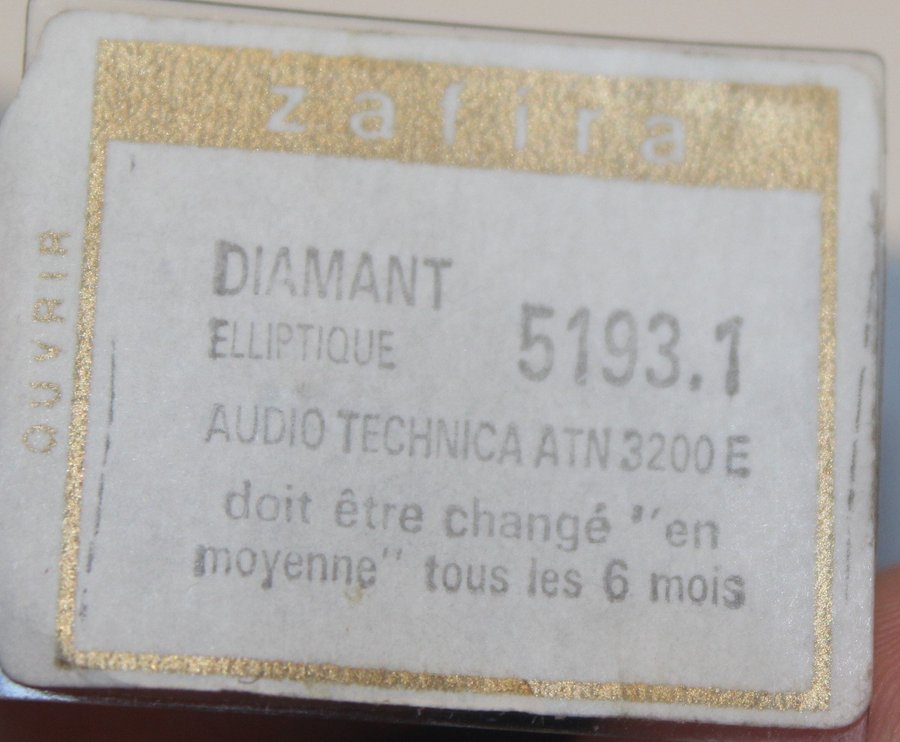 zafira
OUVRIR
DIAMANT
ELLIPTIQUE
5193.1
AUDIO TECHNICA ATN 3200 E
doit être changé "en
moyenne" tous les 6 mois